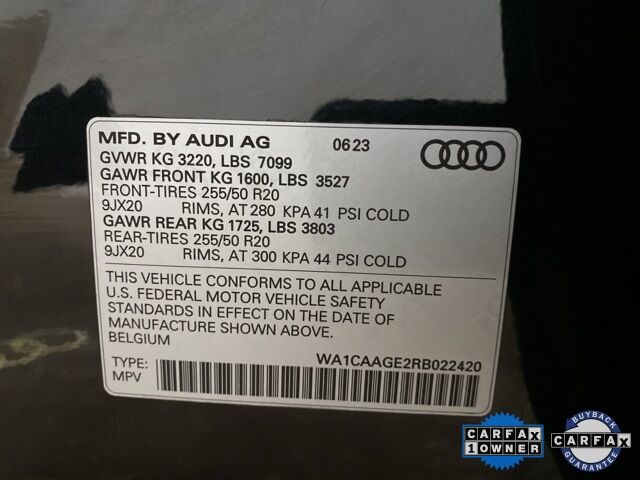 MFD. BY AUDI AG 0623
GVWR KG 3220, LBS 7099
GAWR FRONT KG 1600, LBS 3527
FRONT-TIRES 255/50 R20
9JX20 RIMS, AT 280 KPA 41 PSI COLD
GAWR REAR KG 1725, LBS 3803
REAR-TIRES 255/50 R20
9JX20 RIMS, AT 300 KPA 44 PSI COLD
THIS VEHICLE CONFORMS TO ALL APPLICABLE
U.S. FEDERAL MOTOR VEHICLE SAFETY
STANDARDS IN EFFECT ON THE DATE OF
MANUFACTURE SHOWN ABOVE.
BELGIUM
TYPE: WA1CAAGE2RB022420
MPV
CARFAX
1 OWNER
BUYBACK
CARFAX
GUARANTEE